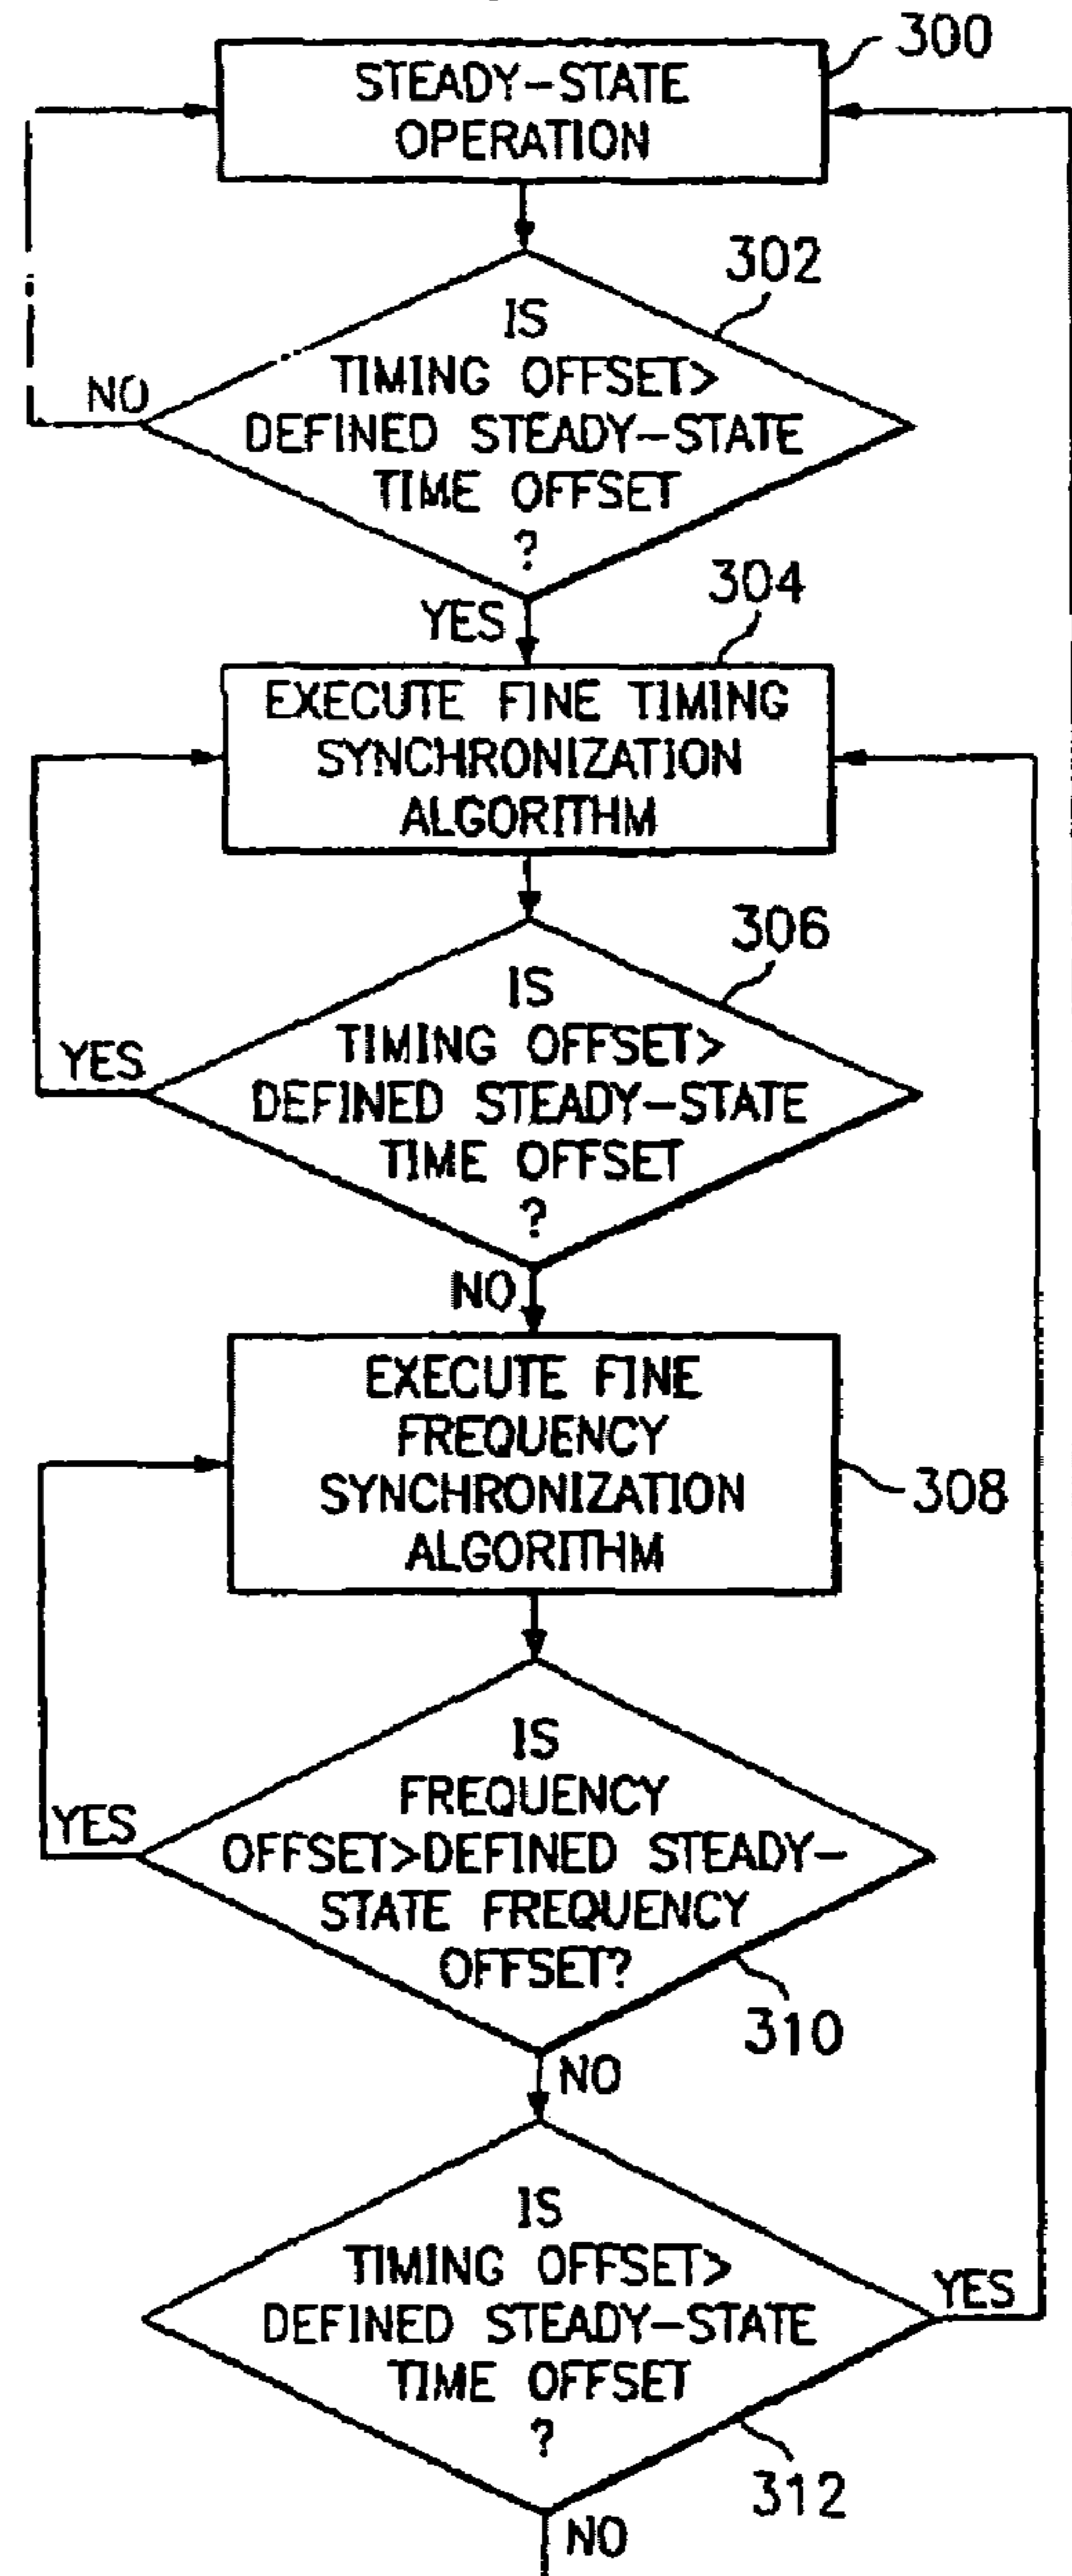 300
STEADY-STATE
OPERATION
302
IS
TIMING OFFSET>
DEFINED STEADY-STATE
TIME OFFSET
?
NO
YES
304
EXECUTE FINE TIMING
SYNCHRONIZATION
ALGORITHM
306
IS
TIMING OFFSET>
DEFINED STEADY-STATE
TIME OFFSET
?
YES
NO
EXECUTE FINE
FREQUENCY
SYNCHRONIZATION
ALGORITHM
308
IS
FREQUENCY
OFFSET>DEFINED STEADY-
STATE FREQUENCY
OFFSET?
YES
310
NO
IS
TIMING OFFSET>
DEFINED STEADY-STATE
TIME OFFSET
?
YES
312
NO